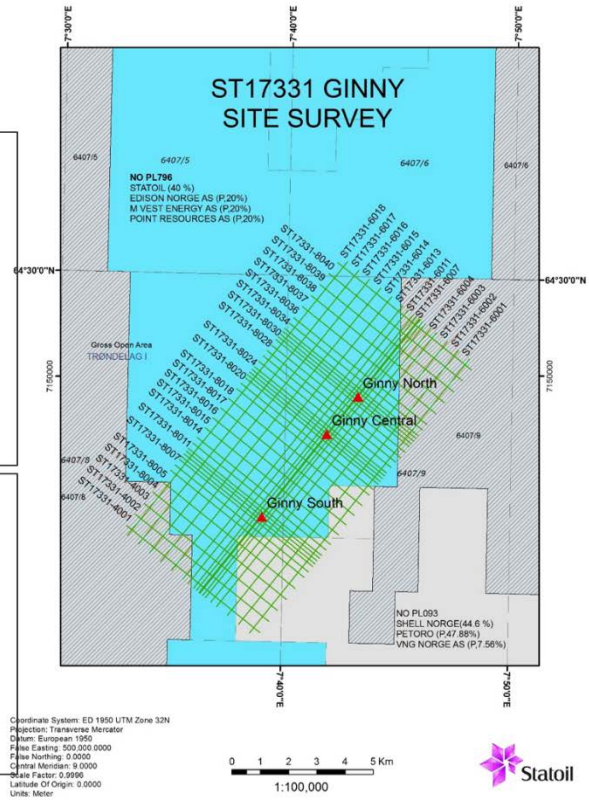 7°30'0"E
7°40'0"E
7°50'0"E
ST17331 GINNY
SITE SURVEY
6407/5
6407/5
6407/6
6407/6
NO PL796
STATOIL (40 %)
EDISON NORGE AS (P,20%)
M VEST ENERGY AS (P,20%)
POINT RESOURCES AS (P,20%)
ST17331-6018
ST17331-6017
ST17331-6016
ST17331-6015
ST17331-6014
ST17331-6013
ST17331-6011
ST17331-6007
ST17331-6004
ST17331-6003
ST17331-6002
ST17331-6001
ST17331-8040
ST17331-8039
ST17331-8038
ST17331-8037
ST17331-8036
ST17331-8034
ST17331-8030
ST17331-8028
ST17331-8024
ST17331-8020
ST17331-8018
ST17331-8017
ST17331-8016
ST17331-8015
ST17331-8014
ST17331-8011
ST17331-8007
ST17331-8005
ST17331-8004
ST17331-4003
ST17331-4002
ST17331-4001
64°30'0"N
64°30'0"N
Gross Open Area
TRØNDELAG I
7150000
7150000
Ginny North
Ginny Central
Ginny South
6407/9
6407/9
6407/8
6407/8
NO PL093
SHELL NORGE(44.6 %)
PETORO (P,47.88%)
VNG NORGE AS (P,7.56%)
7°40'0"E
7°50'0"E
Coordinate System: ED 1950 UTM Zone 32N
Projection: Transverse Mercator
Datum: European 1950
False Easting: 500,000.0000
False Northing: 0.0000
Central Meridian: 9.0000
Scale Factor: 0.9996
Latitude Of Origin: 0.0000
Units: Meter
0 1 2 3 4 5 Km
1:100,000
Statoil